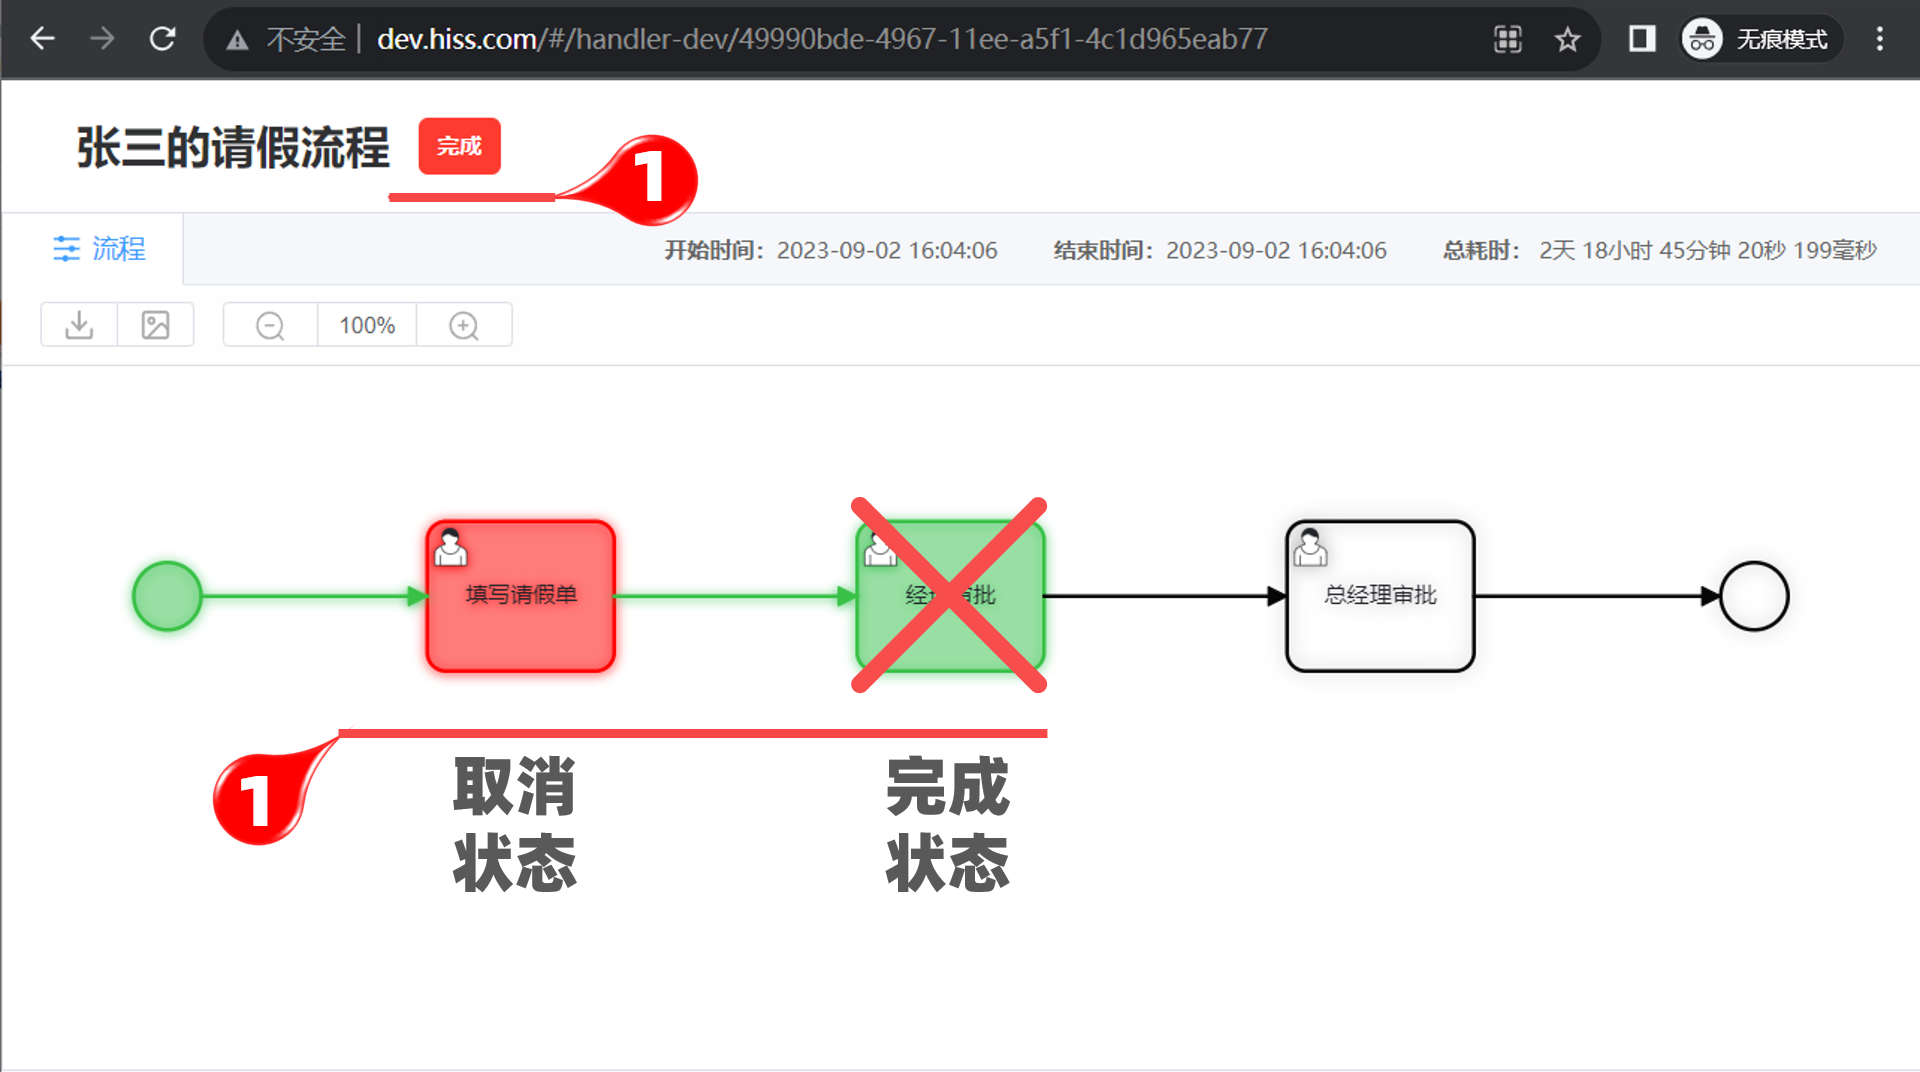 不安全 dev.hiss.com/#/handler-dev/49990bde-4967-11ee-a5f1-4c1d965eab77 无痕模式
张三的请假流程 完成
1
流程 开始时间: 2023-09-02 16:04:06 结束时间: 2023-09-02 16:04:06 总耗时: 2天 18小时 45分钟 20秒 199毫秒
100%
填写请假单 经理审批 总经理审批
1
取消 完成
状态 状态